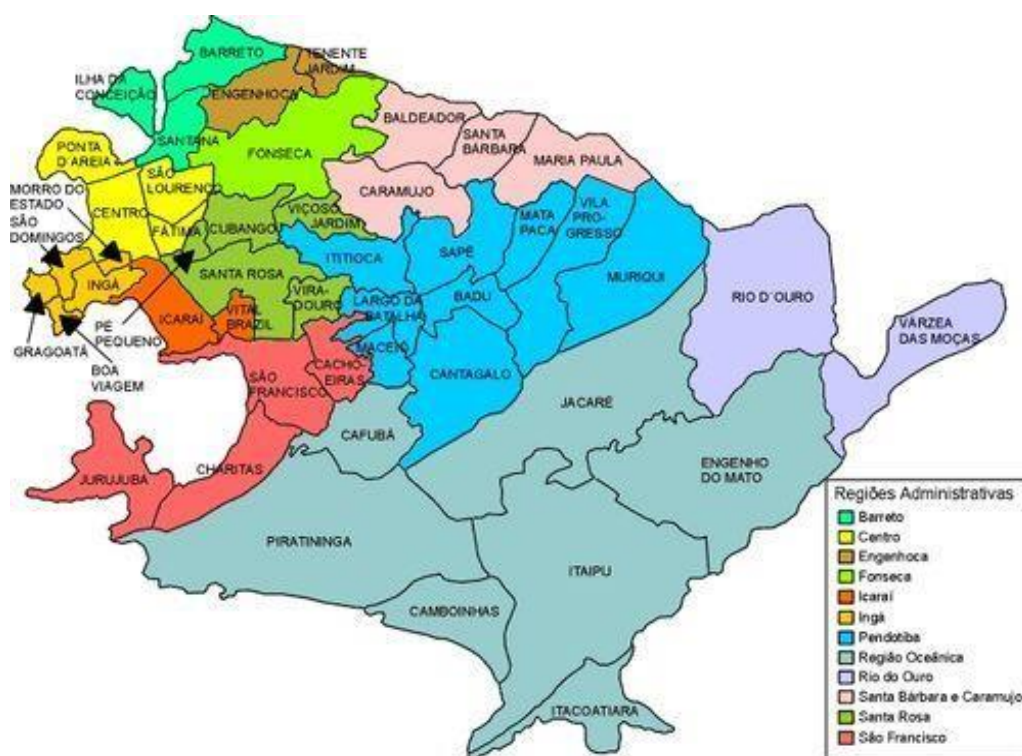 BARRETO
TENENTE
JARDIM
ILHA DA
CONCEIÇÃO
ENGENHOCA
SANTANA
BALDEADOR
SANTA
BÁRBARA
MARIA PAULA
FONSECA
PONTA
D'AREIA
SÃO
LOURENÇO
MORRO DO
ESTADO
CENTRO
CARAMUJO
SÃO
DOMINGOS
FÁTIMA
CUBANGO
VIÇOSO
JARDIM
MATA
PACA
VILA
PRO-
GRESSO
ITITIOCA
SAPÊ
MURIQUI
INGÁ
SANTA ROSA
VIRA-
DOURO
LARGO DA
BATALHA
BADU
RIO D´OURO
ICARAÍ
VITAL
BRAZIL
PÉ
PEQUENO
GRAGOATÁ
BOA
VIAGEM
MACEIÓ
VÁRZEA
DAS MOÇAS
SÃO
FRANCISCO
CACHO-
EIRAS
CANTAGALO
JACARÉ
CAFUBÁ
CHARITAS
JURUJUBA
ENGENHO
DO MATO
PIRATININGA
ITAIPU
CAMBOINHAS
ITACOATIARA
Regiões Administrativas
Barreto
Centro
Engenhoca
Fonseca
Icaraí
Ingá
Pendotiba
Região Oceânica
Rio do Ouro
Santa Bárbara e Caramujo
Santa Rosa
São Francisco